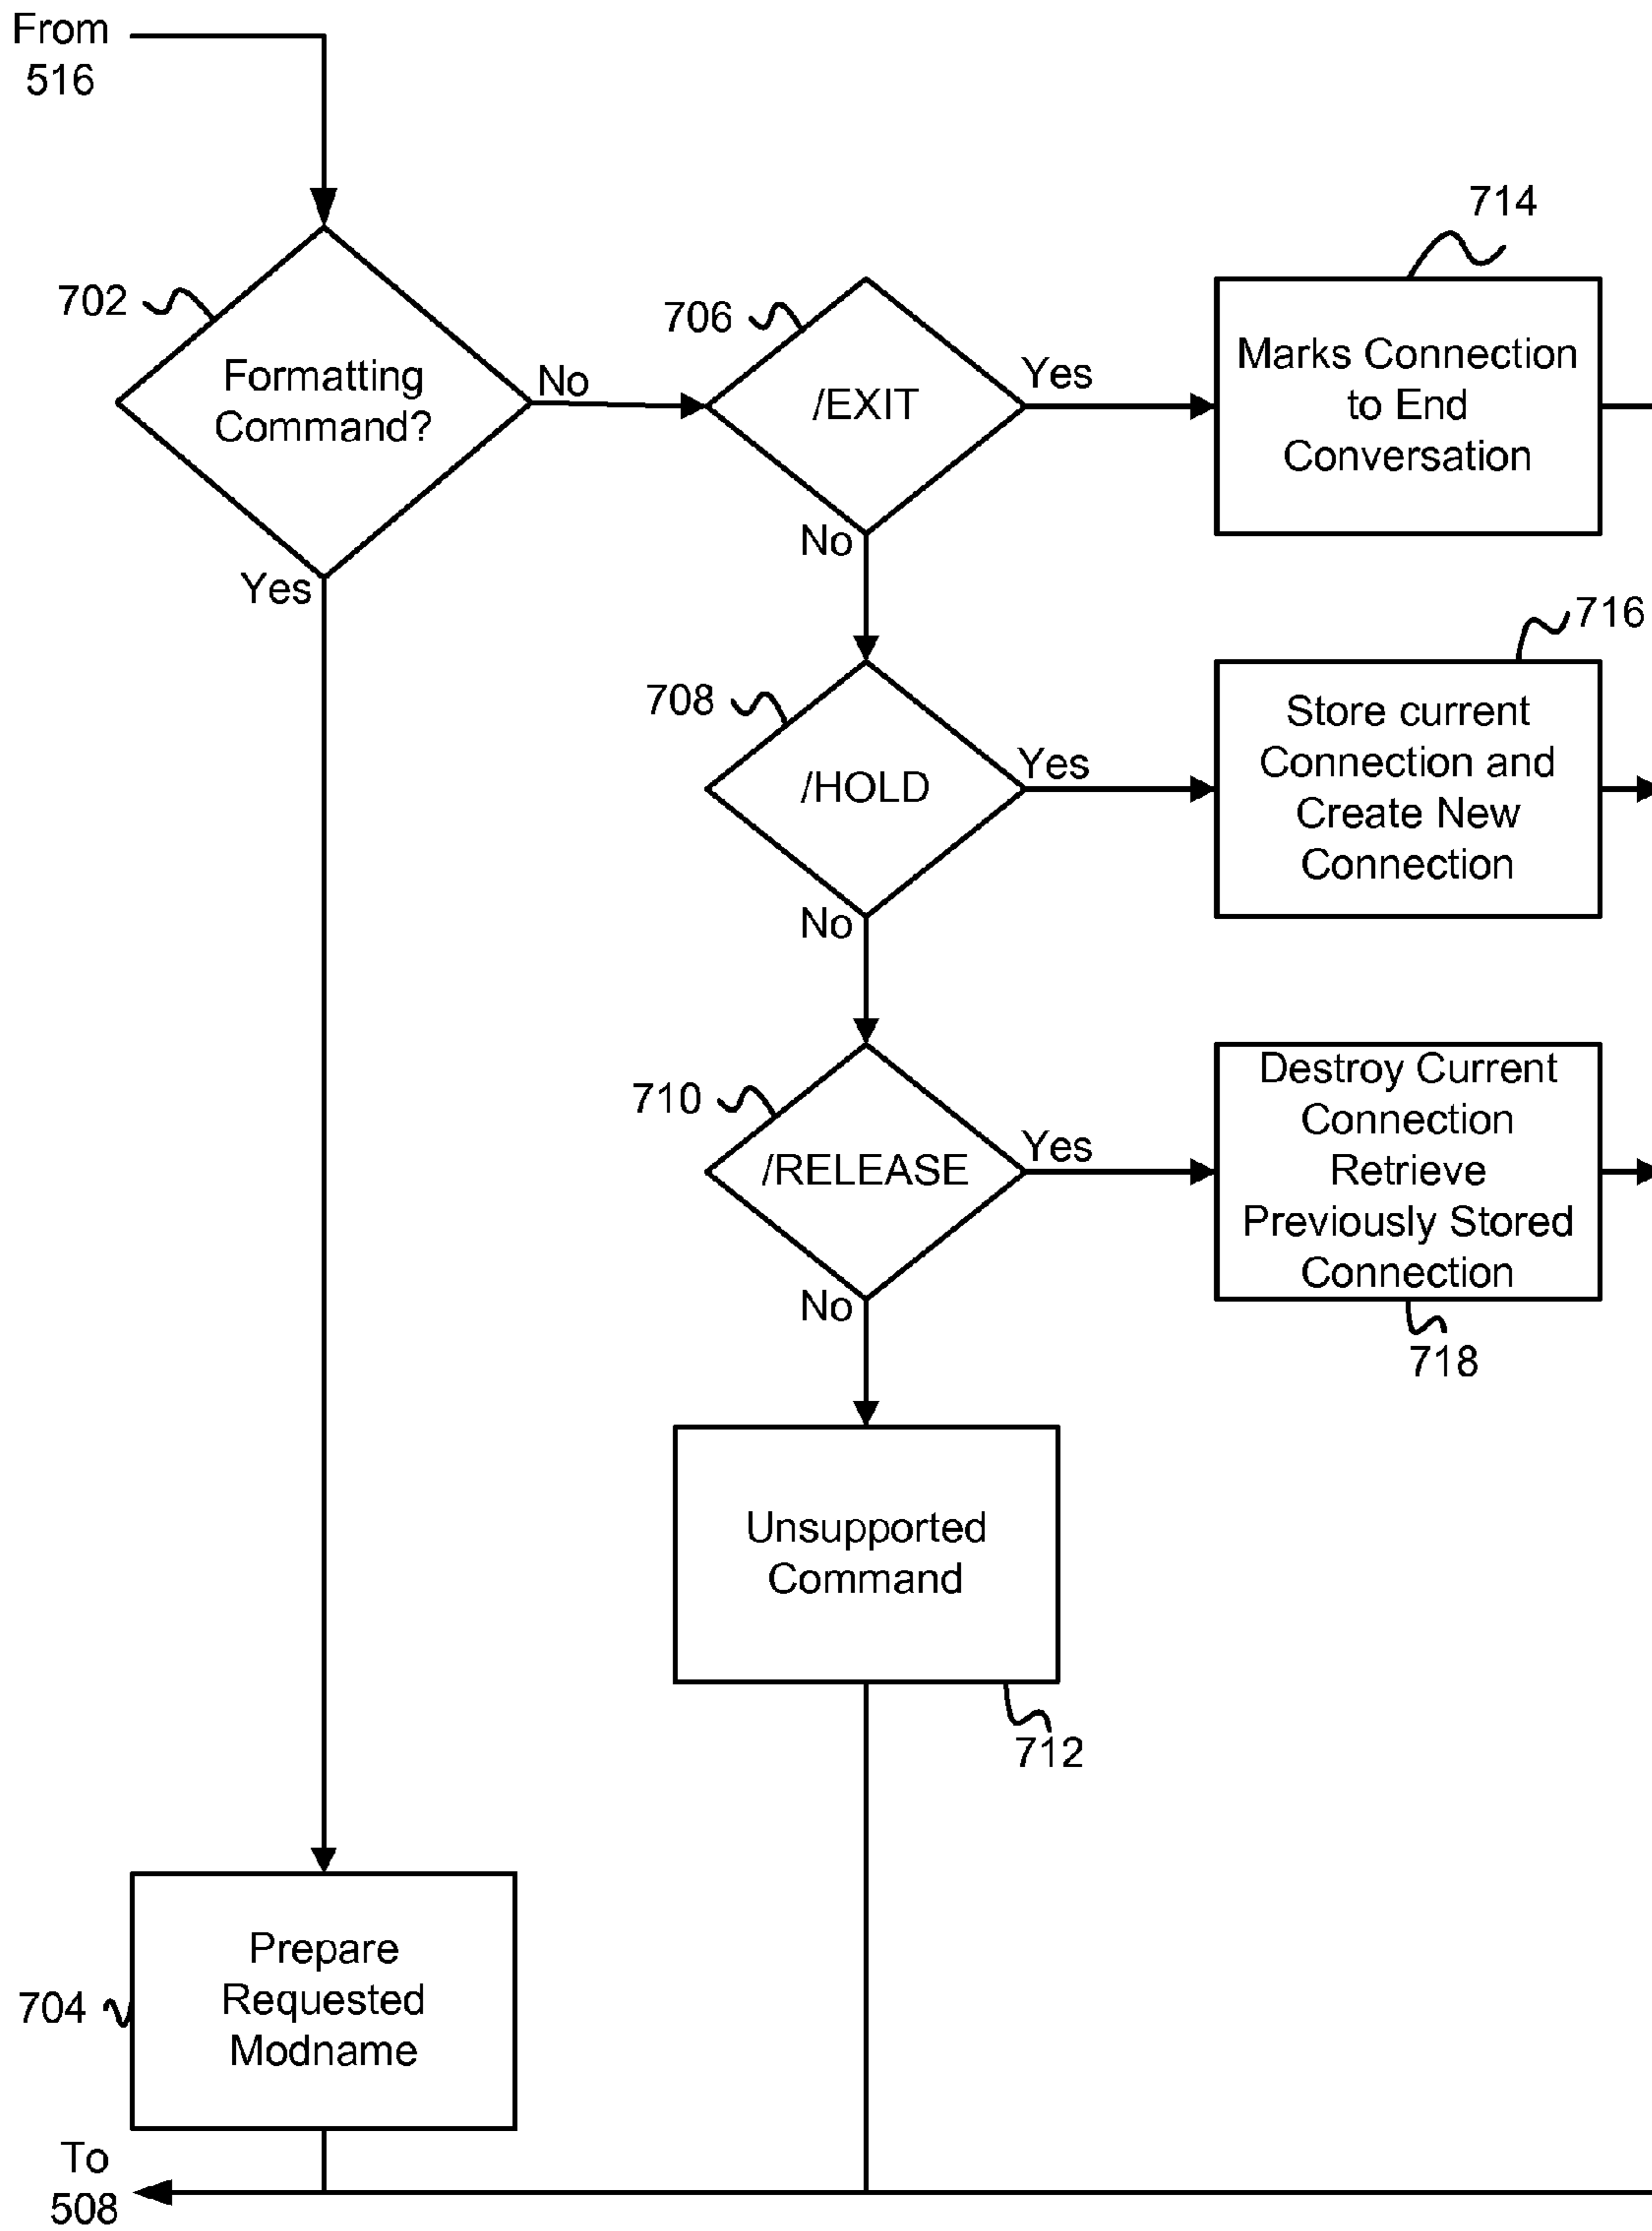 From
516
702
Formatting
Command?
No
Yes
706
/EXIT
Yes
No
714
Marks Connection
to End
Conversation
708
/HOLD
Yes
No
716
Store current
Connection and
Create New
Connection
710
/RELEASE
Yes
No
Destroy Current
Connection
Retrieve
Previously Stored
Connection
718
Unsupported
Command
712
704
Prepare
Requested
Modname
To
508